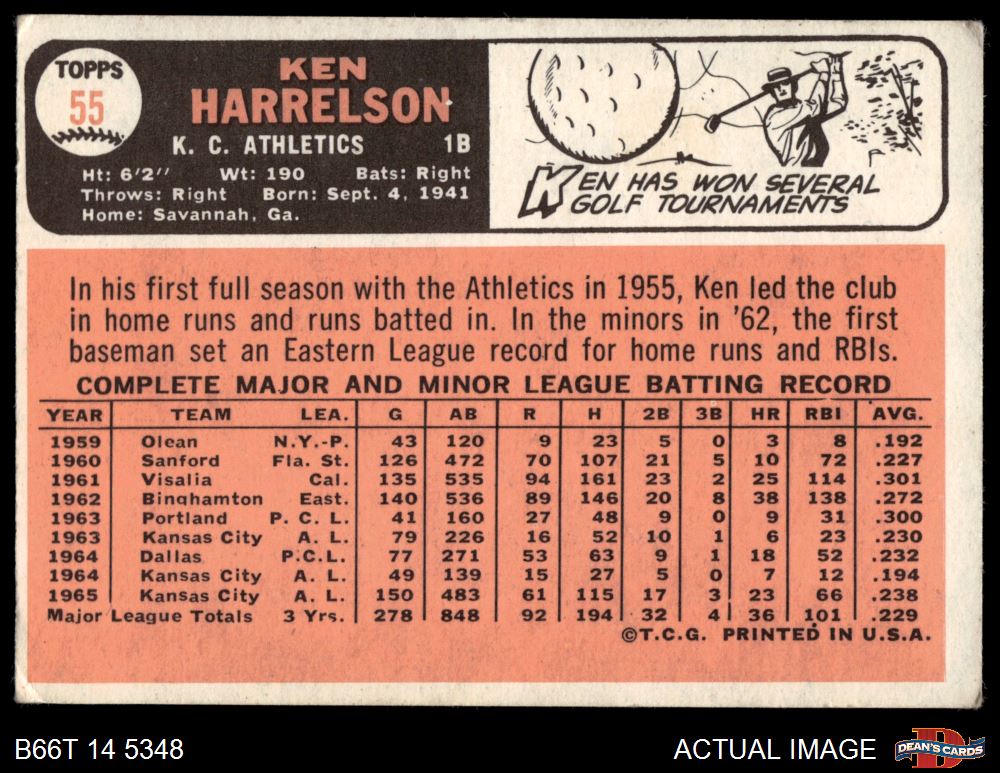 TOPPS
55
KEN
HARRELSON
K. C. ATHLETICS 1B
Ht: 6'2" Wt: 190 Bats: Right
Throws: Right Born: Sept. 4, 1941
Home: Savannah, Ga.
KEN HAS WON SEVERAL
GOLF TOURNAMENTS
In his first full season with the Athletics in 1955, Ken led the club
in home runs and runs batted in. In the minors in '62, the first
baseman set an Eastern League record for home runs and RBIs.
COMPLETE MAJOR AND MINOR LEAGUE BATTING RECORD
YEAR TEAM LEA. G AB R H 2B 3B HR RBI AVG.
1959 Olean N.Y.-P. 43 120 9 23 5 0 3 8 .192
1960 Sanford Fla. St. 126 472 70 107 21 5 10 72 .227
1961 Visalia Cal. 135 535 94 161 23 2 25 114 .301
1962 Binghamton East. 140 536 89 146 20 8 38 138 .272
1963 Portland P. C. L. 41 160 27 48 9 0 9 31 .300
1963 Kansas City A. L. 79 226 16 52 10 1 6 23 .230
1964 Dallas P.C.L. 77 271 53 63 9 1 18 52 .232
1964 Kansas City A. L. 49 139 15 27 5 0 7 12 .194
1965 Kansas City A. L. 150 483 61 115 17 3 23 66 .238
Major League Totals 3 Yrs. 278 848 92 194 32 4 36 101 .229
©T.C.G. PRINTED IN U.S.A.
B66T 14 5348
ACTUAL IMAGE
DEAN'S CARDS